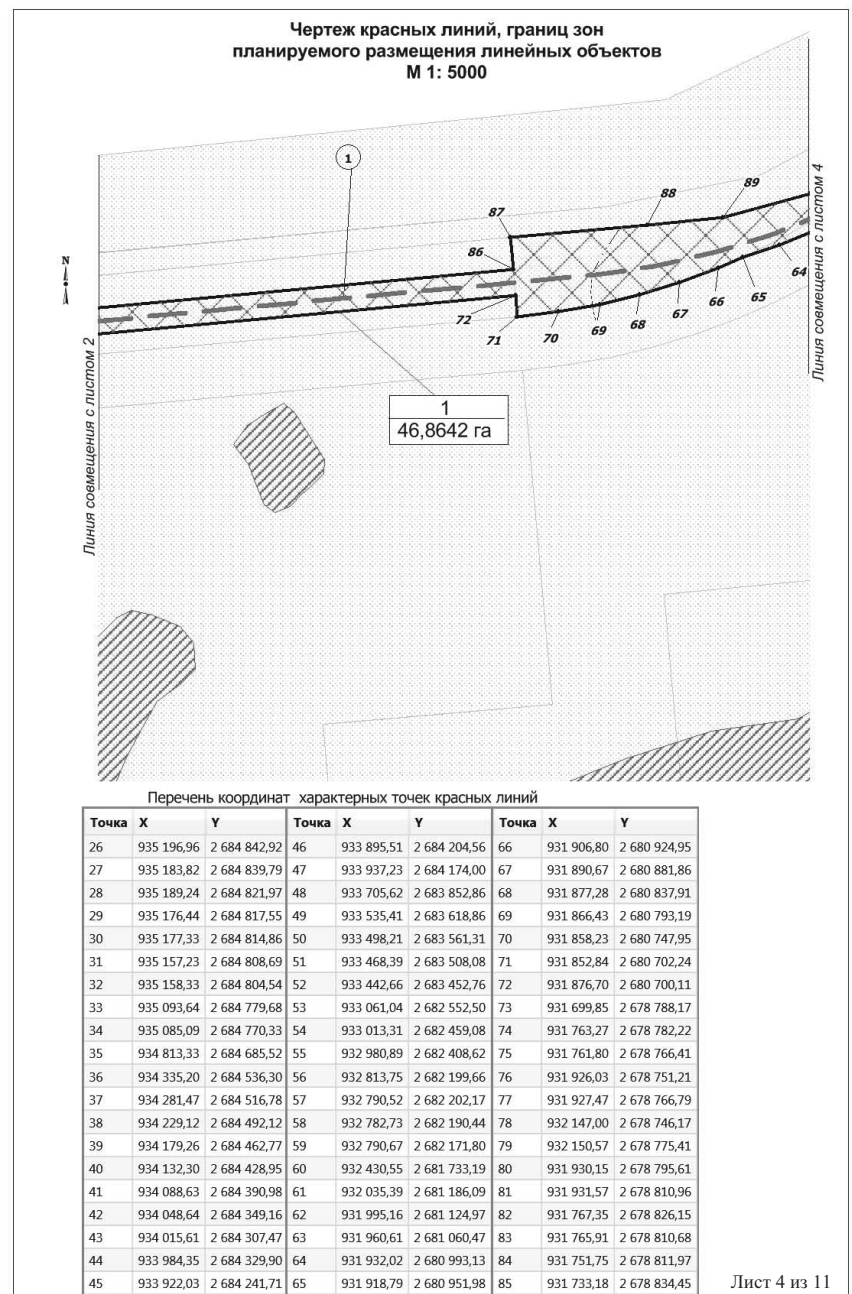 Чертеж красных линий, границ зон
планируемого размещения линейных объектов
М 1: 5000
1
Линия совмещения с листом 4
88
89
87
86
N
64
65
66
67
68
69
70
71
72
Линия совмещения с листом 2
1
46,8642 га
Перечень координат характерных точек красных линий
Точка X Y Точка X Y Точка X Y
26 935 196,96 2 684 842,92 46 933 895,51 2 684 204,56 66 931 906,80 2 680 924,95
27 935 183,82 2 684 839,79 47 933 937,23 2 684 174,00 67 931 890,67 2 680 881,86
28 935 189,24 2 684 821,97 48 933 705,62 2 683 852,86 68 931 877,28 2 680 837,91
29 935 176,44 2 684 817,55 49 933 535,41 2 683 618,86 69 931 866,43 2 680 793,19
30 935 177,33 2 684 814,86 50 933 498,21 2 683 561,31 70 931 858,23 2 680 747,95
31 935 157,23 2 684 808,69 51 933 468,39 2 683 508,08 71 931 852,84 2 680 702,24
32 935 158,33 2 684 804,54 52 933 442,66 2 683 452,76 72 931 876,70 2 680 700,11
33 935 093,64 2 684 779,68 53 933 061,04 2 682 552,50 73 931 699,85 2 678 788,17
34 935 085,09 2 684 770,33 54 933 013,31 2 682 459,08 74 931 763,27 2 678 782,22
35 934 813,33 2 684 685,52 55 932 980,89 2 682 408,62 75 931 761,80 2 678 766,41
36 934 335,20 2 684 536,30 56 932 813,75 2 682 199,66 76 931 926,03 2 678 751,21
37 934 281,47 2 684 516,78 57 932 790,52 2 682 202,17 77 931 927,47 2 678 766,79
38 934 229,12 2 684 492,12 58 932 782,73 2 682 190,44 78 932 147,00 2 678 746,17
39 934 179,26 2 684 462,77 59 932 790,67 2 682 171,80 79 932 150,57 2 678 775,41
40 934 132,30 2 684 428,95 60 932 430,55 2 681 733,19 80 931 930,15 2 678 795,61
41 934 088,63 2 684 390,98 61 932 035,39 2 681 186,09 81 931 931,57 2 678 810,96
42 934 048,64 2 684 349,16 62 931 995,16 2 681 124,97 82 931 767,35 2 678 826,15
43 934 015,61 2 684 307,47 63 931 960,61 2 681 060,47 83 931 765,91 2 678 810,68
44 933 984,35 2 684 329,90 64 931 932,02 2 680 993,13 84 931 751,75 2 678 811,97
45 933 922,03 2 684 241,71 65 931 918,79 2 680 951,98 85 931 733,18 2 678 834,45
Лист 4 из 11